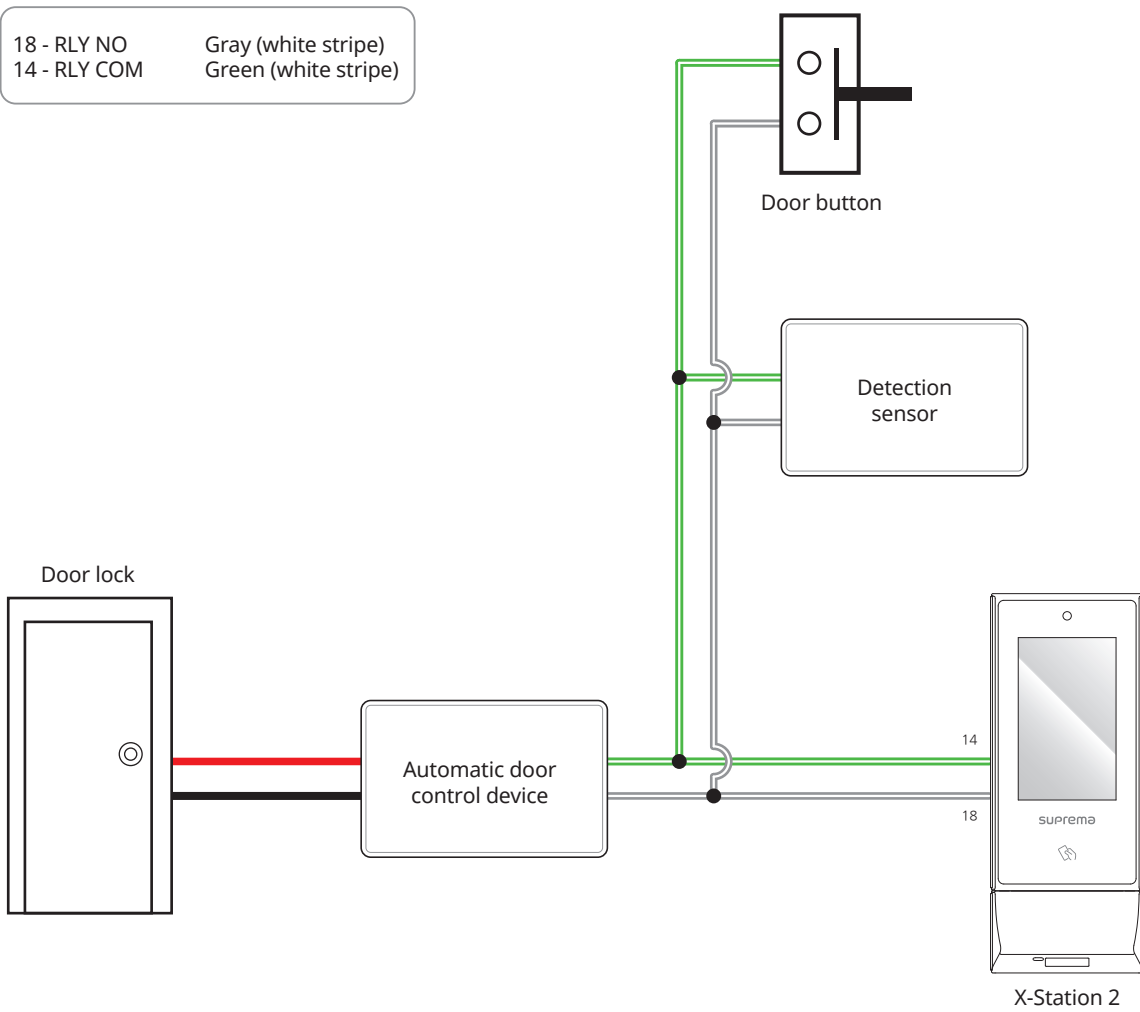 18 - RLY NO Gray (white stripe)
14 - RLY COM Green (white stripe)
Door button
Detection
sensor
Door lock
Automatic door
control device
14
18
suprema
X-Station 2